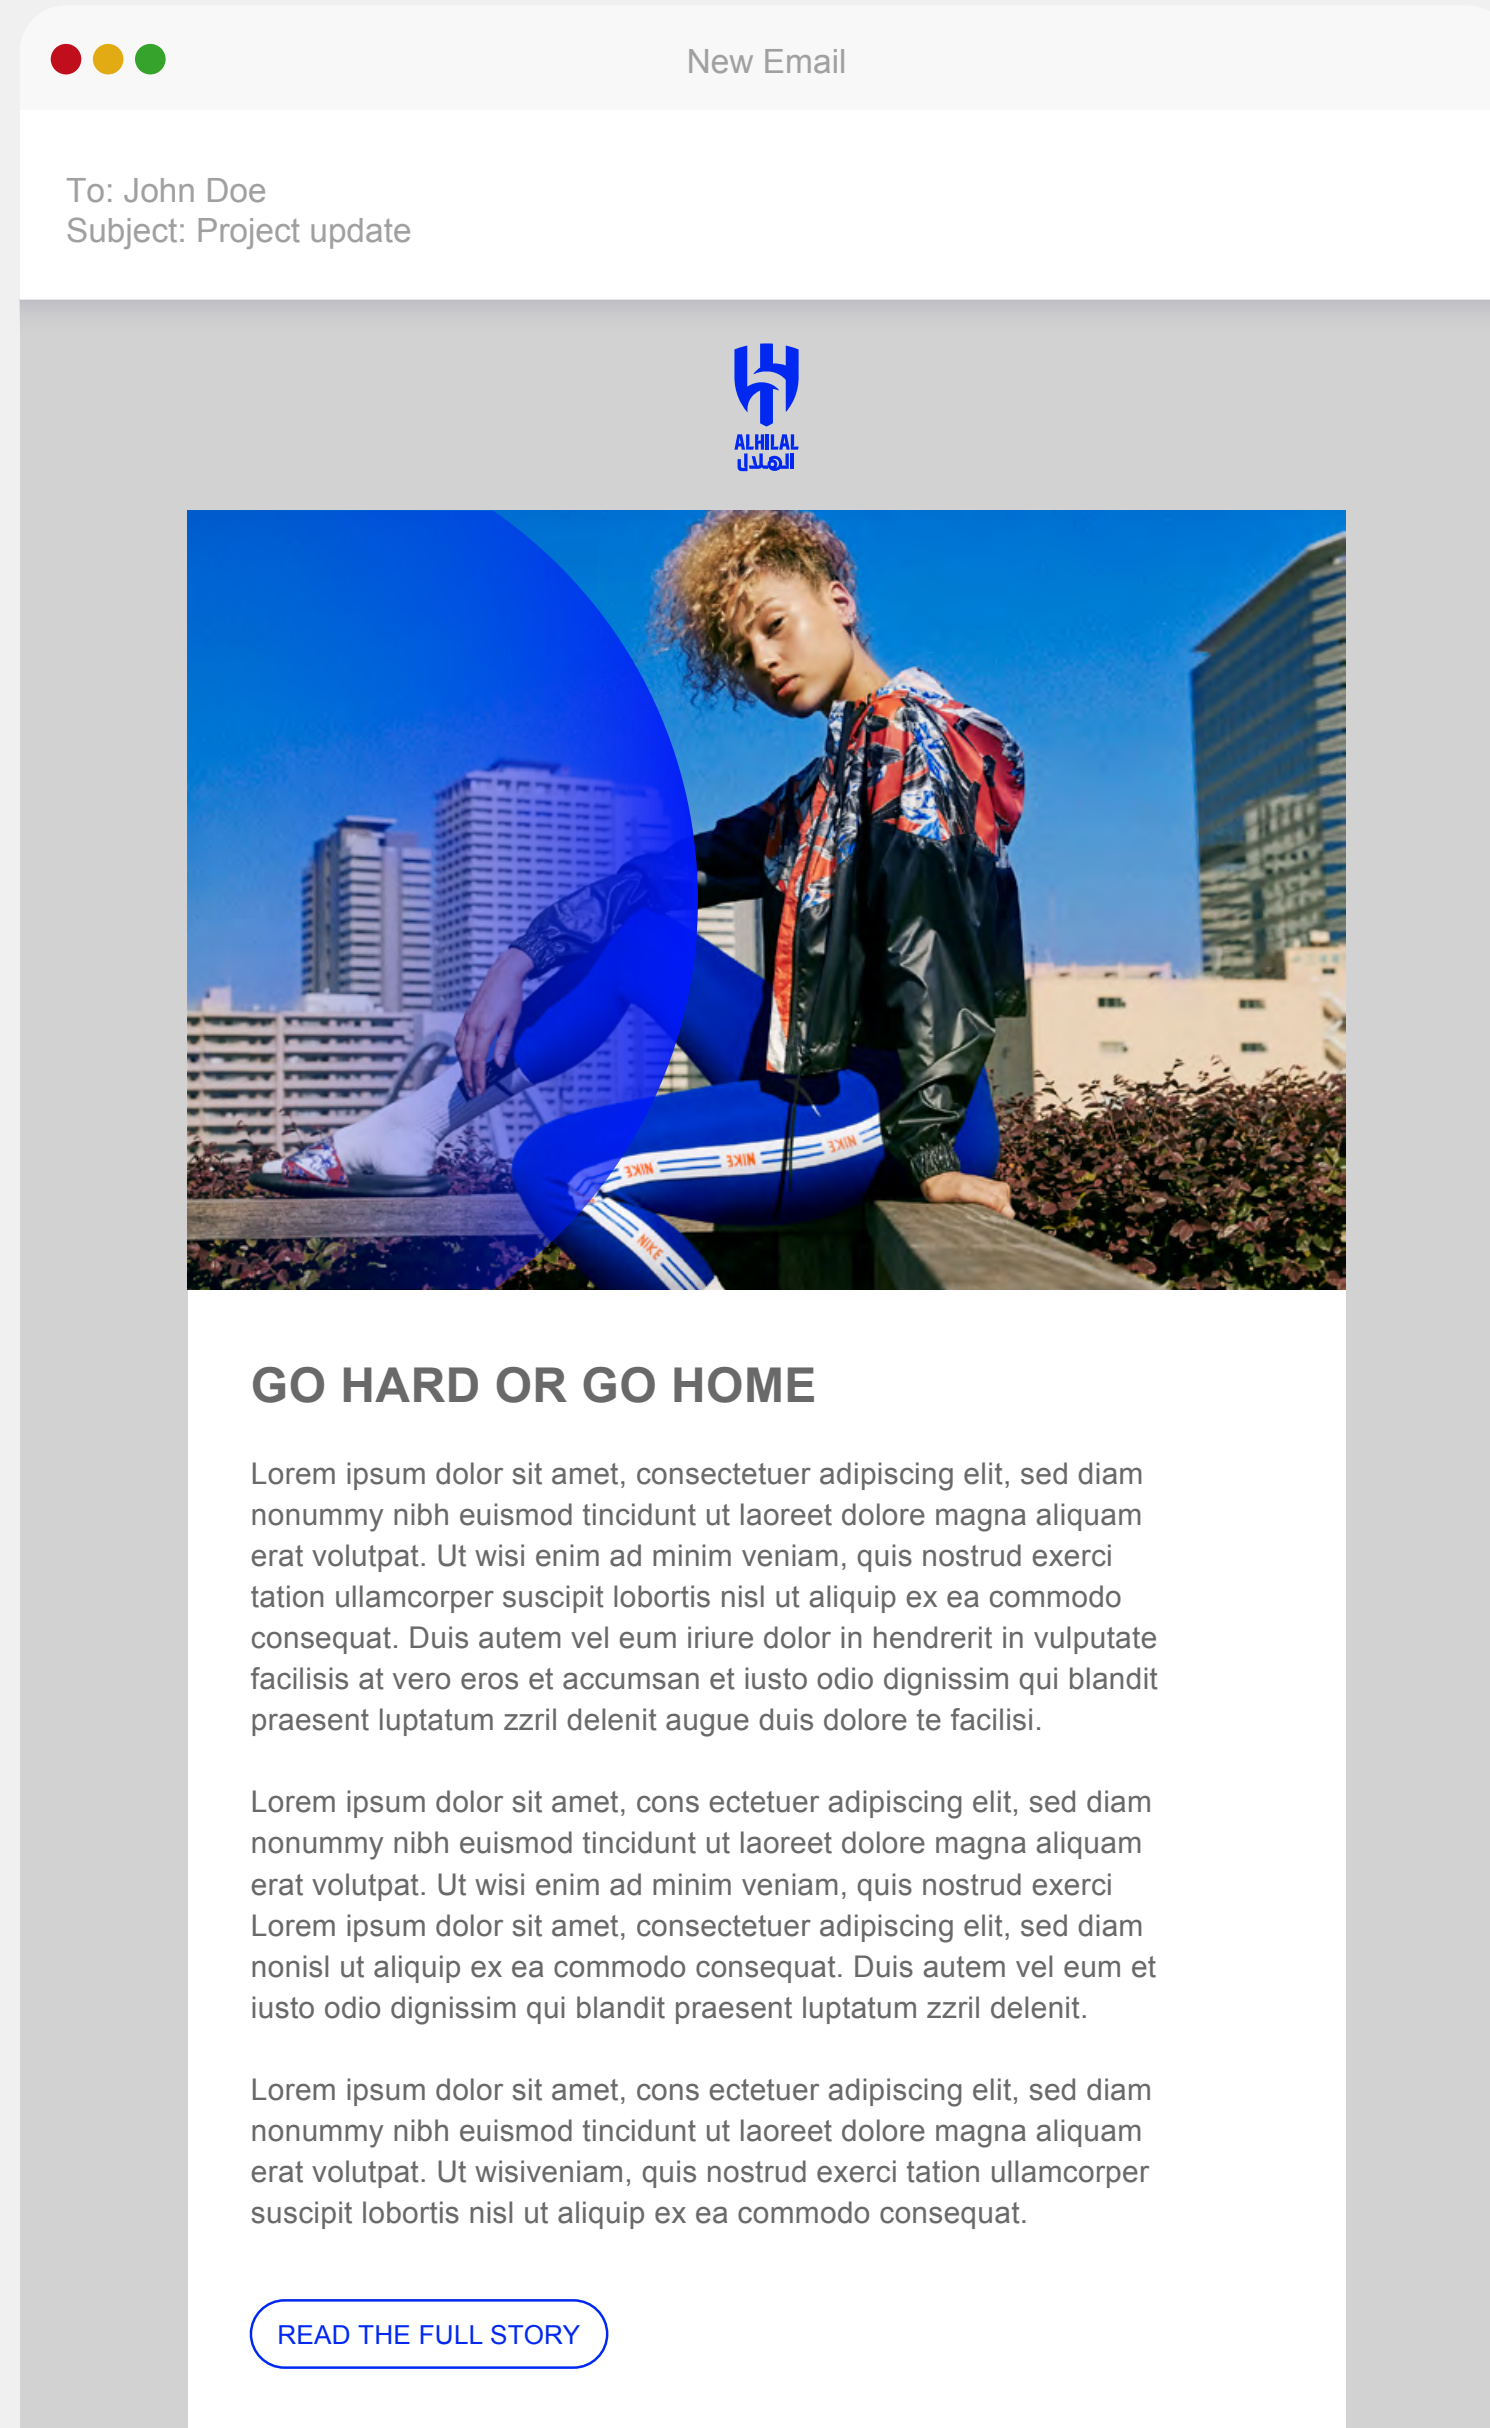 New Email
To: John Doe
Subject: Project update
ALHILAL
الهلال
NIKE
NIKE
NIKE
NIKE
GO HARD OR GO HOME
Lorem ipsum dolor sit amet, consectetuer adipiscing elit, sed diam
nonummy nibh euismod tincidunt ut laoreet dolore magna aliquam
erat volutpat. Ut wisi enim ad minim veniam, quis nostrud exerci
tation ullamcorper suscipit lobortis nisl ut aliquip ex ea commodo
consequat. Duis autem vel eum iriure dolor in hendrerit in vulputate
facilisis at vero eros et accumsan et iusto odio dignissim qui blandit
praesent luptatum zzril delenit augue duis dolore te facilisi.
Lorem ipsum dolor sit amet, cons ectetuer adipiscing elit, sed diam
nonummy nibh euismod tincidunt ut laoreet dolore magna aliquam
erat volutpat. Ut wisi enim ad minim veniam, quis nostrud exerci
Lorem ipsum dolor sit amet, consectetuer adipiscing elit, sed diam
nonisl ut aliquip ex ea commodo consequat. Duis autem vel eum et
iusto odio dignissim qui blandit praesent luptatum zzril delenit.
Lorem ipsum dolor sit amet, cons ectetuer adipiscing elit, sed diam
nonummy nibh euismod tincidunt ut laoreet dolore magna aliquam
erat volutpat. Ut wisiveniam, quis nostrud exerci tation ullamcorper
suscipit lobortis nisl ut aliquip ex ea commodo consequat.
READ THE FULL STORY